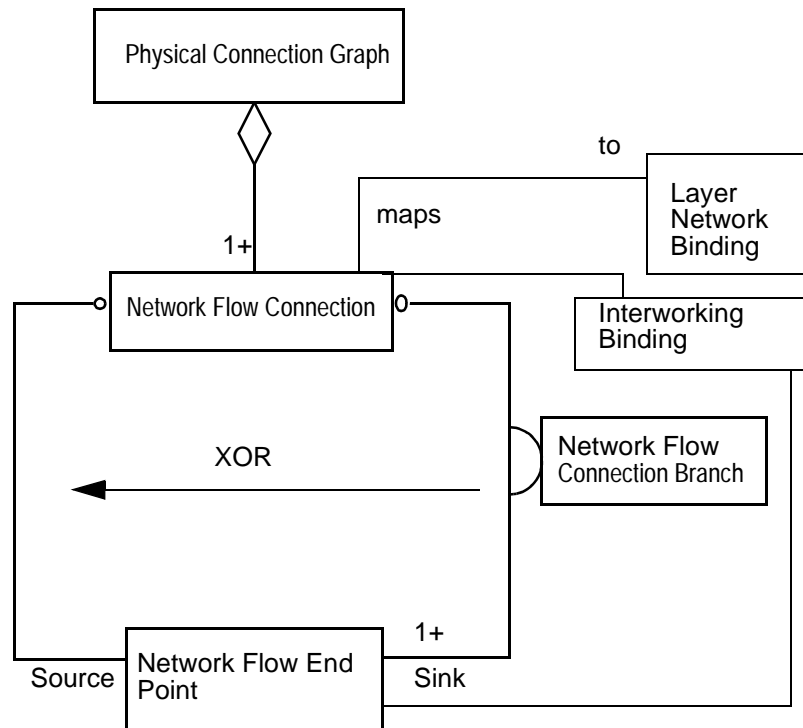 Physical Connection Graph
to
Layer
Network
Binding
maps
1+
Network Flow Connection
Interworking
Binding
XOR
Network Flow
Connection Branch
1+
Source
Network Flow End
Point
Sink